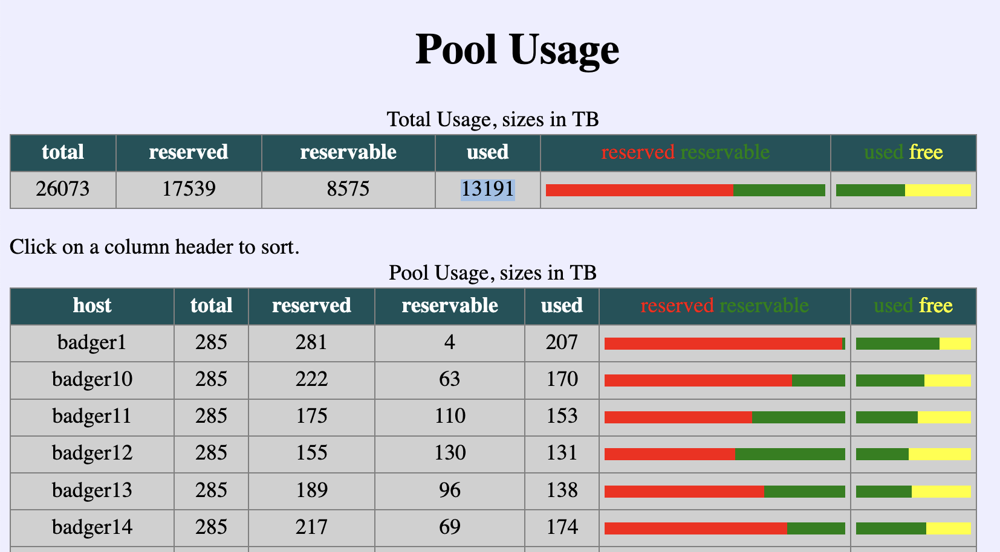 Pool Usage
Total Usage, sizes in TB
total reserved reservable used reserved reservable used free
26073 17539 8575 13191
Click on a column header to sort.
Pool Usage, sizes in TB
host total reserved reservable used reserved reservable used free
badger1 285 281 4 207
badger10 285 222 63 170
badger11 285 175 110 153
badger12 285 155 130 131
badger13 285 189 96 138
badger14 285 217 69 174